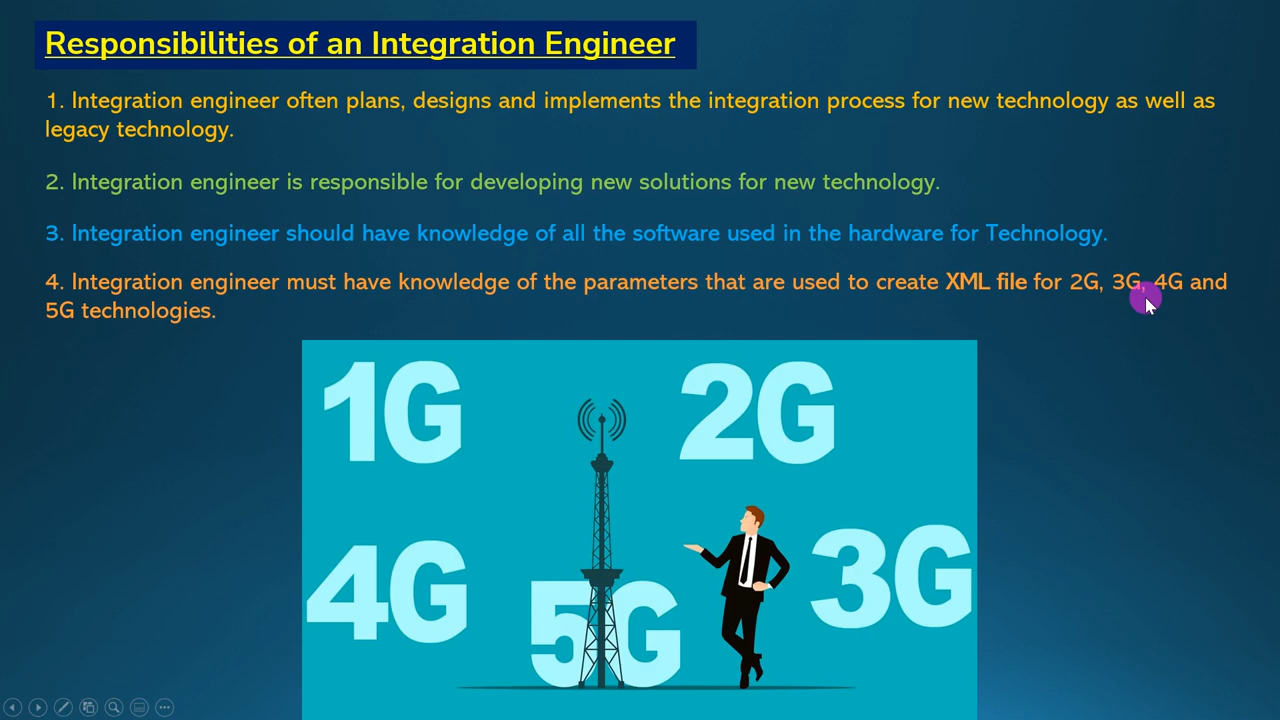 Responsibilities of an Integration Engineer
1. Integration engineer often plans, designs and implements the integration process for new technology as well as
legacy technology.
2. Integration engineer is responsible for developing new solutions for new technology.
3. Integration engineer should have knowledge of all the software used in the hardware for Technology.
4. Integration engineer must have knowledge of the parameters that are used to create XML file for 2G, 3G, 4G and
5G technologies.
1G
2G
4G
5G
3G